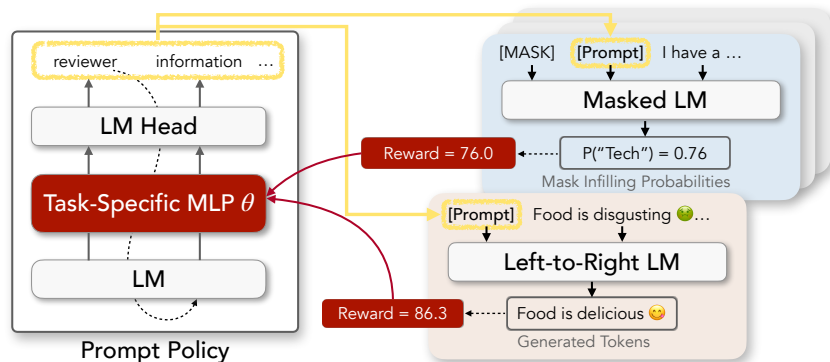 reviewer information ...
LM Head
Task-Specific MLP θ
LM
Prompt Policy
[MASK] [Prompt] I have a ...
Masked LM
Reward = 76.0
P("Tech") = 0.76
Mask Infilling Probabilities
[Prompt] Food is disgusting 🤢...
Left-to-Right LM
Reward = 86.3
Food is delicious 😋
Generated Tokens